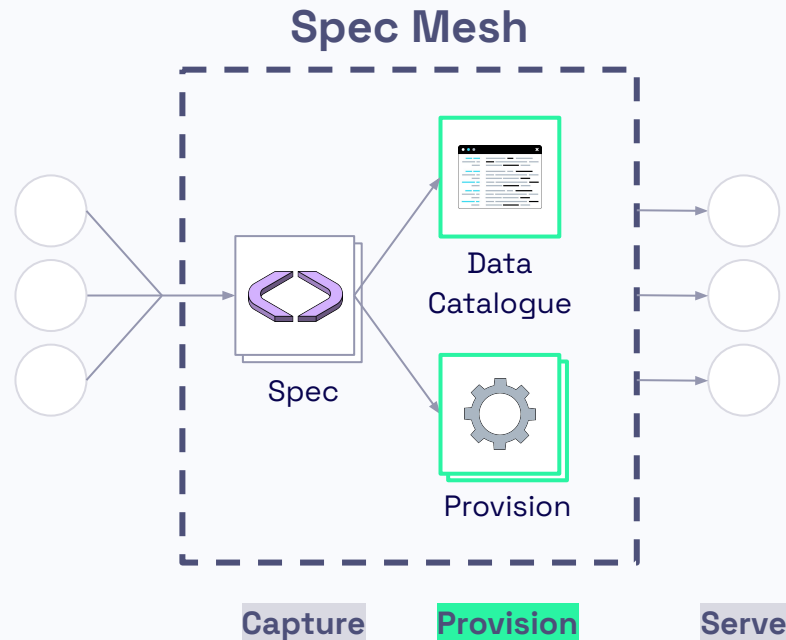 Spec Mesh
Data
Catalogue
Spec
Provision
Capture
Provision
Serve